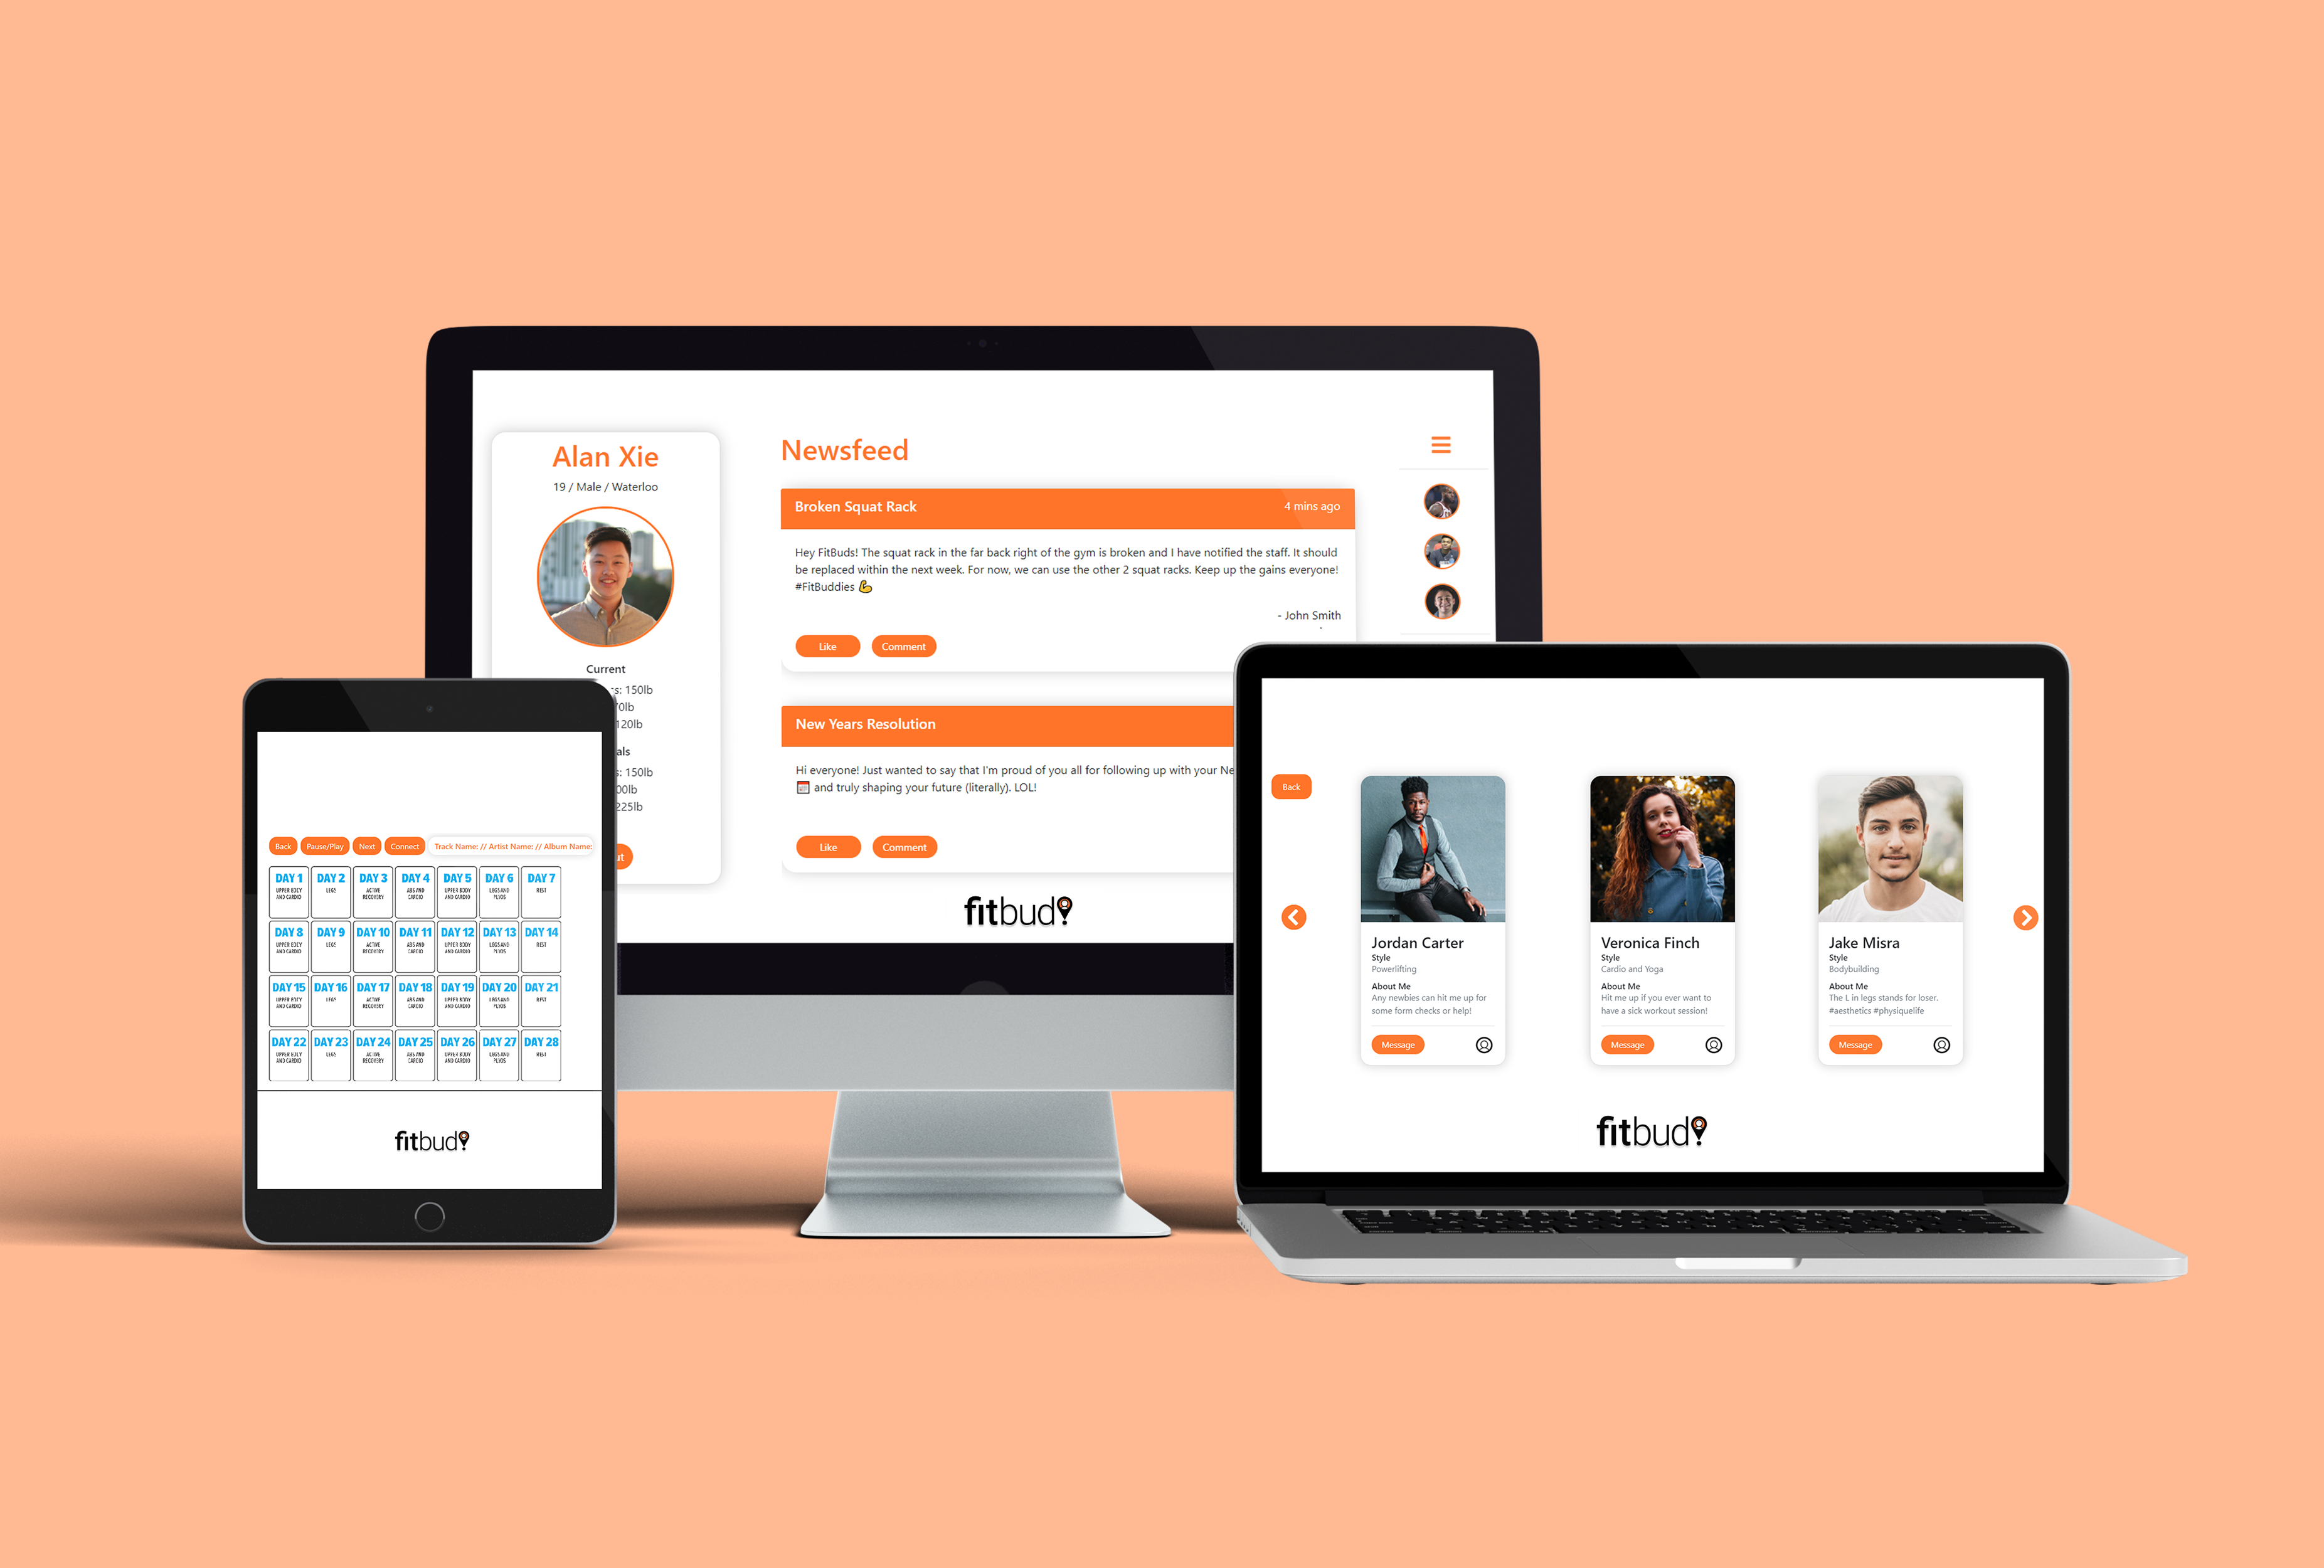 Alan Xie
19 / Male / Waterloo
Current
150lb
120lb
150lb
225lb
Newsfeed
Broken Squat Rack
4 mins ago
Hey FitBuds! The squat rack in the far back right of the gym is broken and I have notified the staff. It should
be replaced within the next week. For now, we can use the other 2 squat racks. Keep up the gains everyone!
#FitBuddies 💪
- John Smith
Like Comment
New Years Resolution
Hi everyone! Just wanted to say that I'm proud of you all for following up with your Ne
📅 and truly shaping your future (literally). LOL!
Like Comment
fitbud
Back Pause/Play Next Connect Track Name: // Artist Name: // Album Name:
DAY 1 DAY 2 DAY 3 DAY 4 DAY 5 DAY 6 DAY 7
UPPER BODY LEGS ACTIVE ABS AND UPPER BODY LEGS AND REST
AND CARDIO RECOVERY CARDIO AND CARDIO PLYOS
DAY 8 DAY 9 DAY 10 DAY 11 DAY 12 DAY 13 DAY 14
UPPER BODY LEGS ACTIVE ABS AND UPPER BODY LEGS AND REST
AND CARDIO RECOVERY CARDIO AND CARDIO PLYOS
DAY 15 DAY 16 DAY 17 DAY 18 DAY 19 DAY 20 DAY 21
UPPER BODY LEGS ACTIVE ABS AND UPPER BODY LEGS AND REST
AND CARDIO RECOVERY CARDIO AND CARDIO PLYOS
DAY 22 DAY 23 DAY 24 DAY 25 DAY 26 DAY 27 DAY 28
UPPER BODY LEGS ACTIVE ABS AND UPPER BODY LEGS AND REST
AND CARDIO RECOVERY CARDIO AND CARDIO PLYOS
fitbud
Back
Jordan Carter
Style
Powerlifting
About Me
Any newbies can hit me up for
some form checks or help!
Message
Veronica Finch
Style
Cardio and Yoga
About Me
Hit me up if you ever want to
have a sick workout session!
Message
Jake Misra
Style
Bodybuilding
About Me
The L in legs stands for loser.
#aesthetics #physiquelife
Message
fitbud